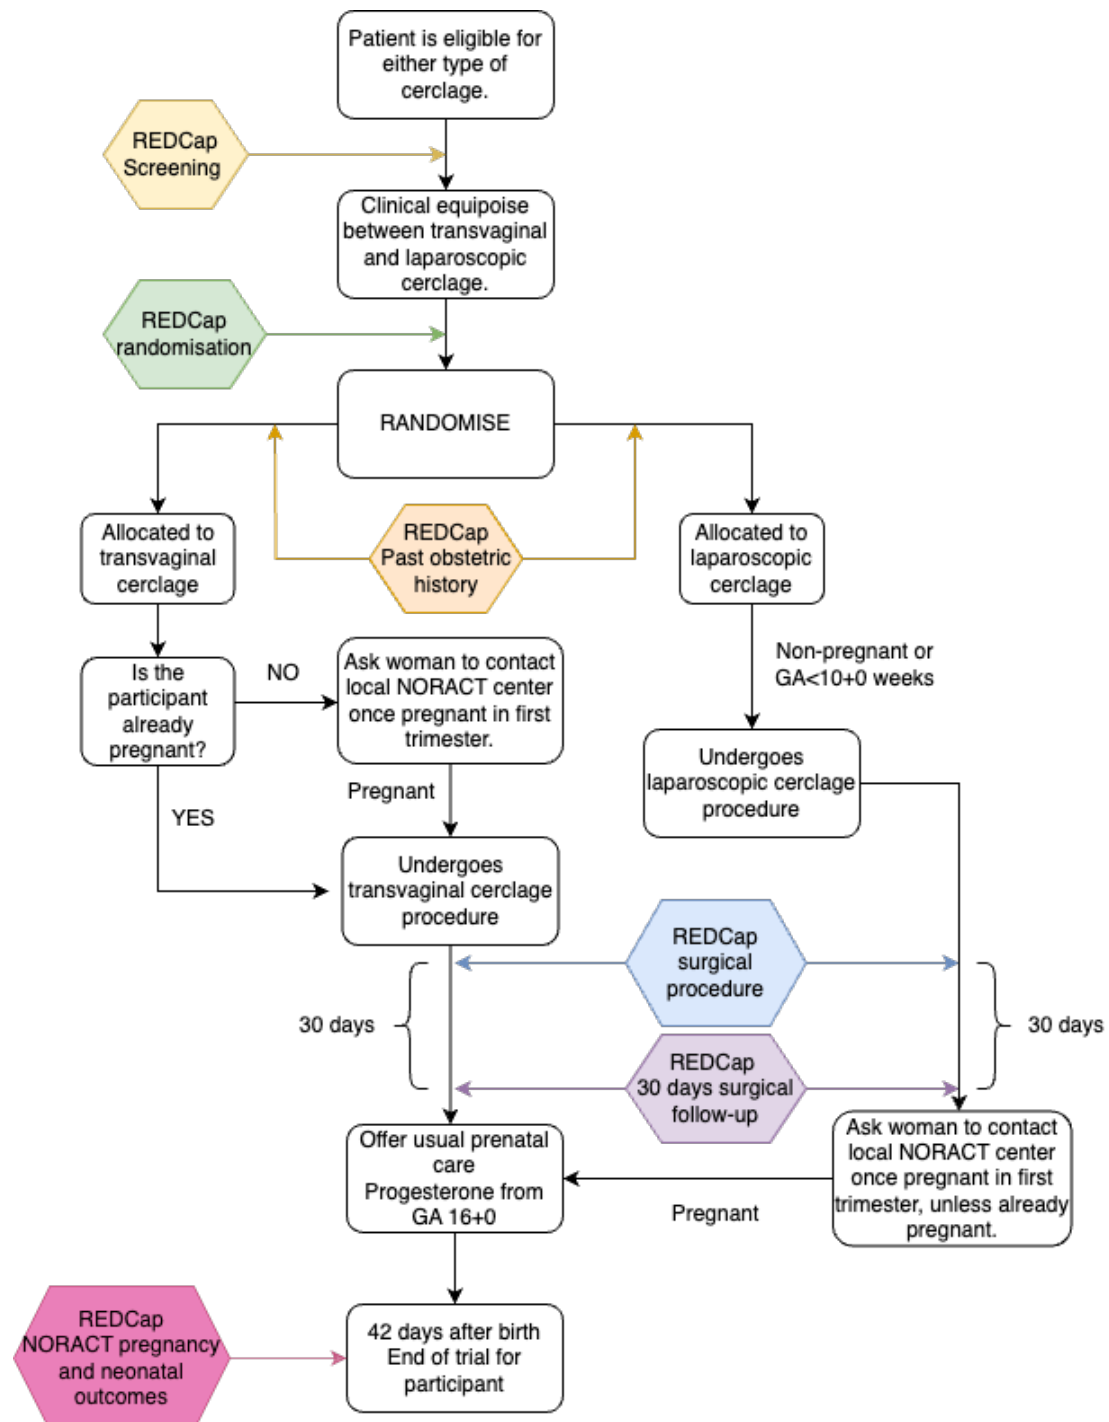 Patient is eligible for
either type of
cerclage.
REDCap
Screening
Clinical equipoise
between transvaginal
and laparoscopic
cerclage.
REDCap
randomisation
RANDOMISE
Allocated to
transvaginal
cerclage
REDCap
Past obstetric
history
Allocated to
laparoscopic
cerclage
Is the
participant
already
pregnant?
NO
Ask woman to contact
local NORACT center
once pregnant in first
trimester.
Non-pregnant or
GA<10+0 weeks
Undergoes
laparoscopic cerclage
procedure
Pregnant
YES
Undergoes
transvaginal cerclage
procedure
REDCap
surgical
procedure
30 days
30 days
REDCap
30 days surgical
follow-up
Offer usual prenatal
care
Progesterone from
GA 16+0
Pregnant
Ask woman to contact
local NORACT center
once pregnant in first
trimester, unless already
pregnant.
REDCap
NORACT pregnancy
and neonatal
outcomes
42 days after birth
End of trial for
participant